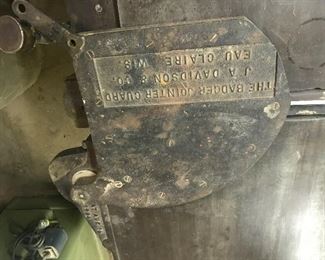 THE BADGER JOINTER GUARD
J. A. DAVIDSON & CO.
EAU CLAIRE, WIS.